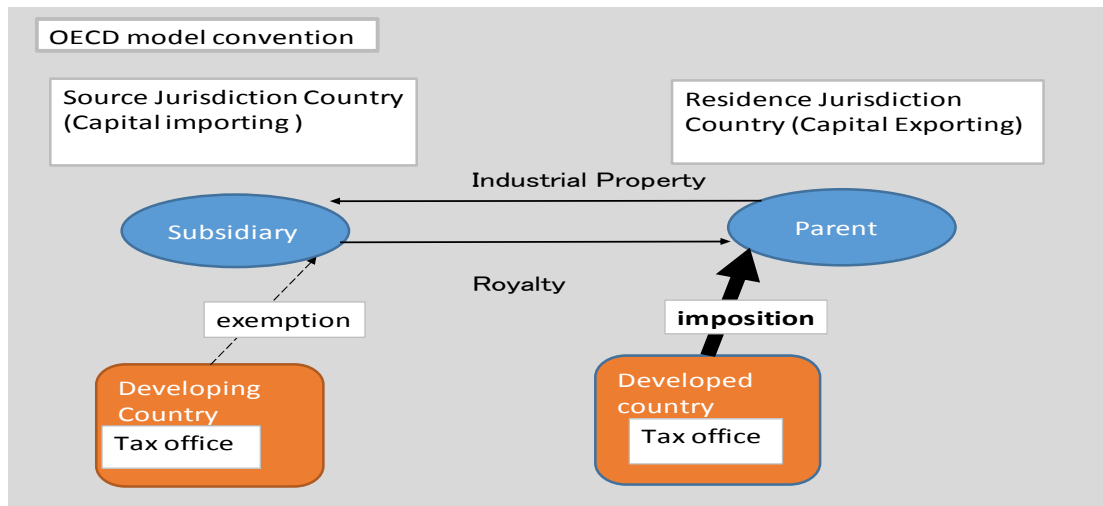 OECD model convention
Source Jurisdiction Country
(Capital importing )
Residence Jurisdiction
Country (Capital Exporting)
Industrial Property
Subsidiary
Parent
Royalty
exemption
imposition
Developing
Country
Tax office
Developed
country
Tax office